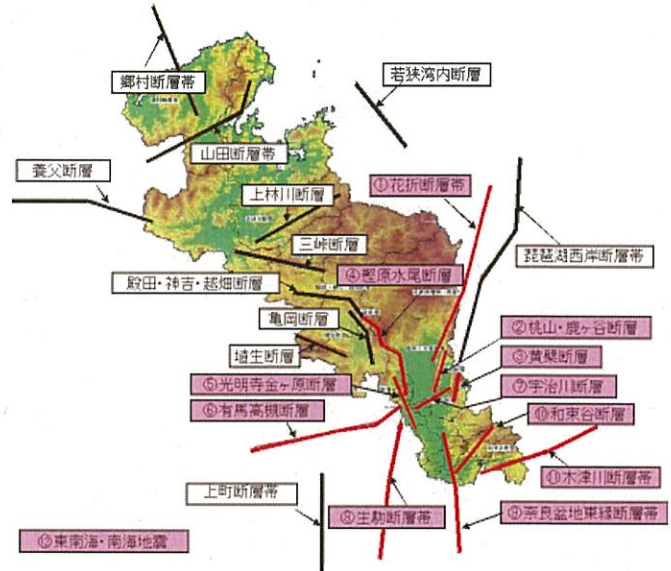 郷村断層帯
若狭湾内断層
山田断層帯
養父断層
①花折断層帯
上林川断層
三峠断層
琵琶湖西岸断層帯
④樫原水尾断層
殿田・神吉・越畑断層
亀岡断層
②桃山・鹿ヶ谷断層
埴生断層
③黄檗断層
⑤光明寺金ヶ原断層
⑦宇治川断層
⑥有馬高槻断層
⑩和束谷断層
⑪木津川断層帯
上町断層帯
⑧生駒断層帯
⑨奈良盆地東縁断層帯
⑫東南海・南海地震